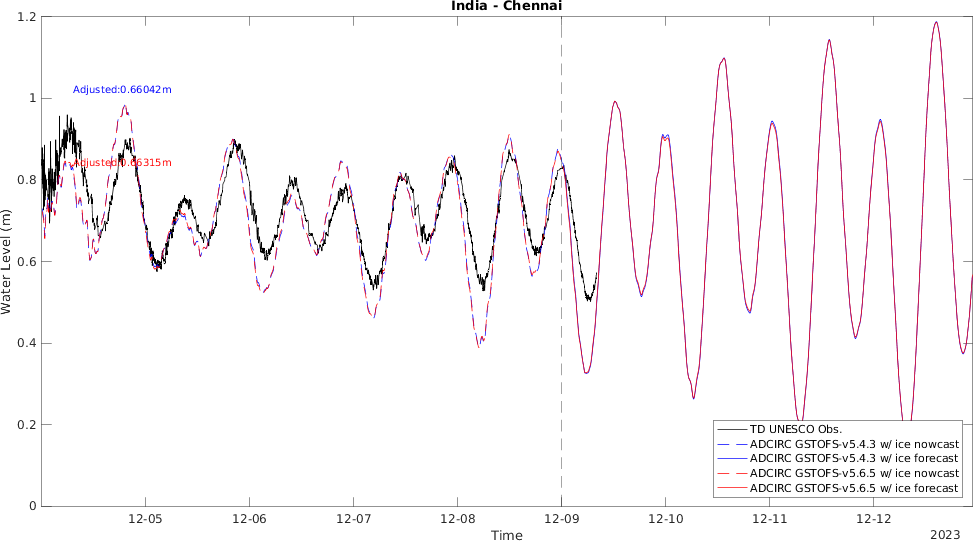 India - Chennai
Water Level (m)
1.2
1
0.8
0.6
0.4
0.2
0
Adjusted:0.66042m
Adjusted:0.66315m
TD UNESCO Obs.
ADCIRC GSTOFS-v5.4.3 w/ ice nowcast
ADCIRC GSTOFS-v5.4.3 w/ ice forecast
ADCIRC GSTOFS-v5.6.5 w/ ice nowcast
ADCIRC GSTOFS-v5.6.5 w/ ice forecast
12-05 12-06 12-07 12-08 12-09 12-10 12-11 12-12
Time
2023